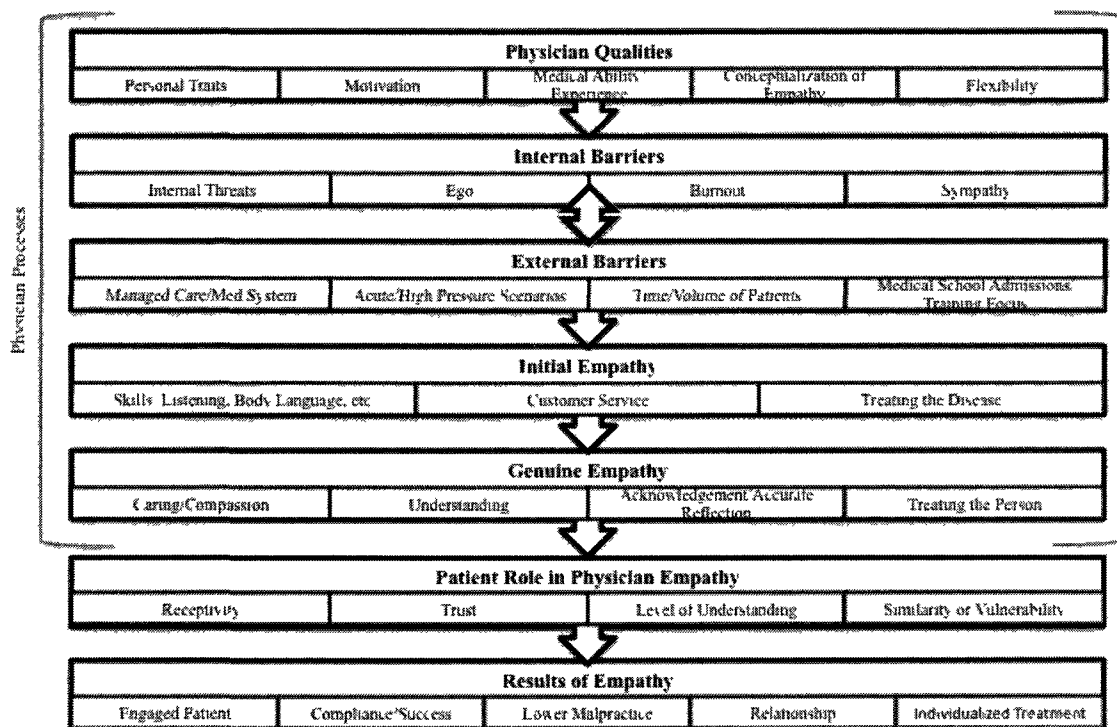 Physician Processes
Physician Qualities
Personal Traits
Motivation
Medical Ability
Experience
Conceptualization of
Empathy
Flexibility
Internal Barriers
Internal Threats
Ego
Burnout
Sympathy
External Barriers
Managed Care/Med System
Acute/High Pressure Scenarios
Time/Volume of Patients
Medical School Admissions
Training Focus
Initial Empathy
Skills Listening, Body Language, etc
Customer Service
Treating the Disease
Genuine Empathy
Caring/Compassion
Understanding
Acknowledgement Accurate
Reflection
Treating the Person
Patient Role in Physician Empathy
Receptivity
Trust
Level of Understanding
Similarity or Vulnerability
Results of Empathy
Engaged Patient
Compliance/Success
Lower Malpractice
Relationship
Individualized Treatment